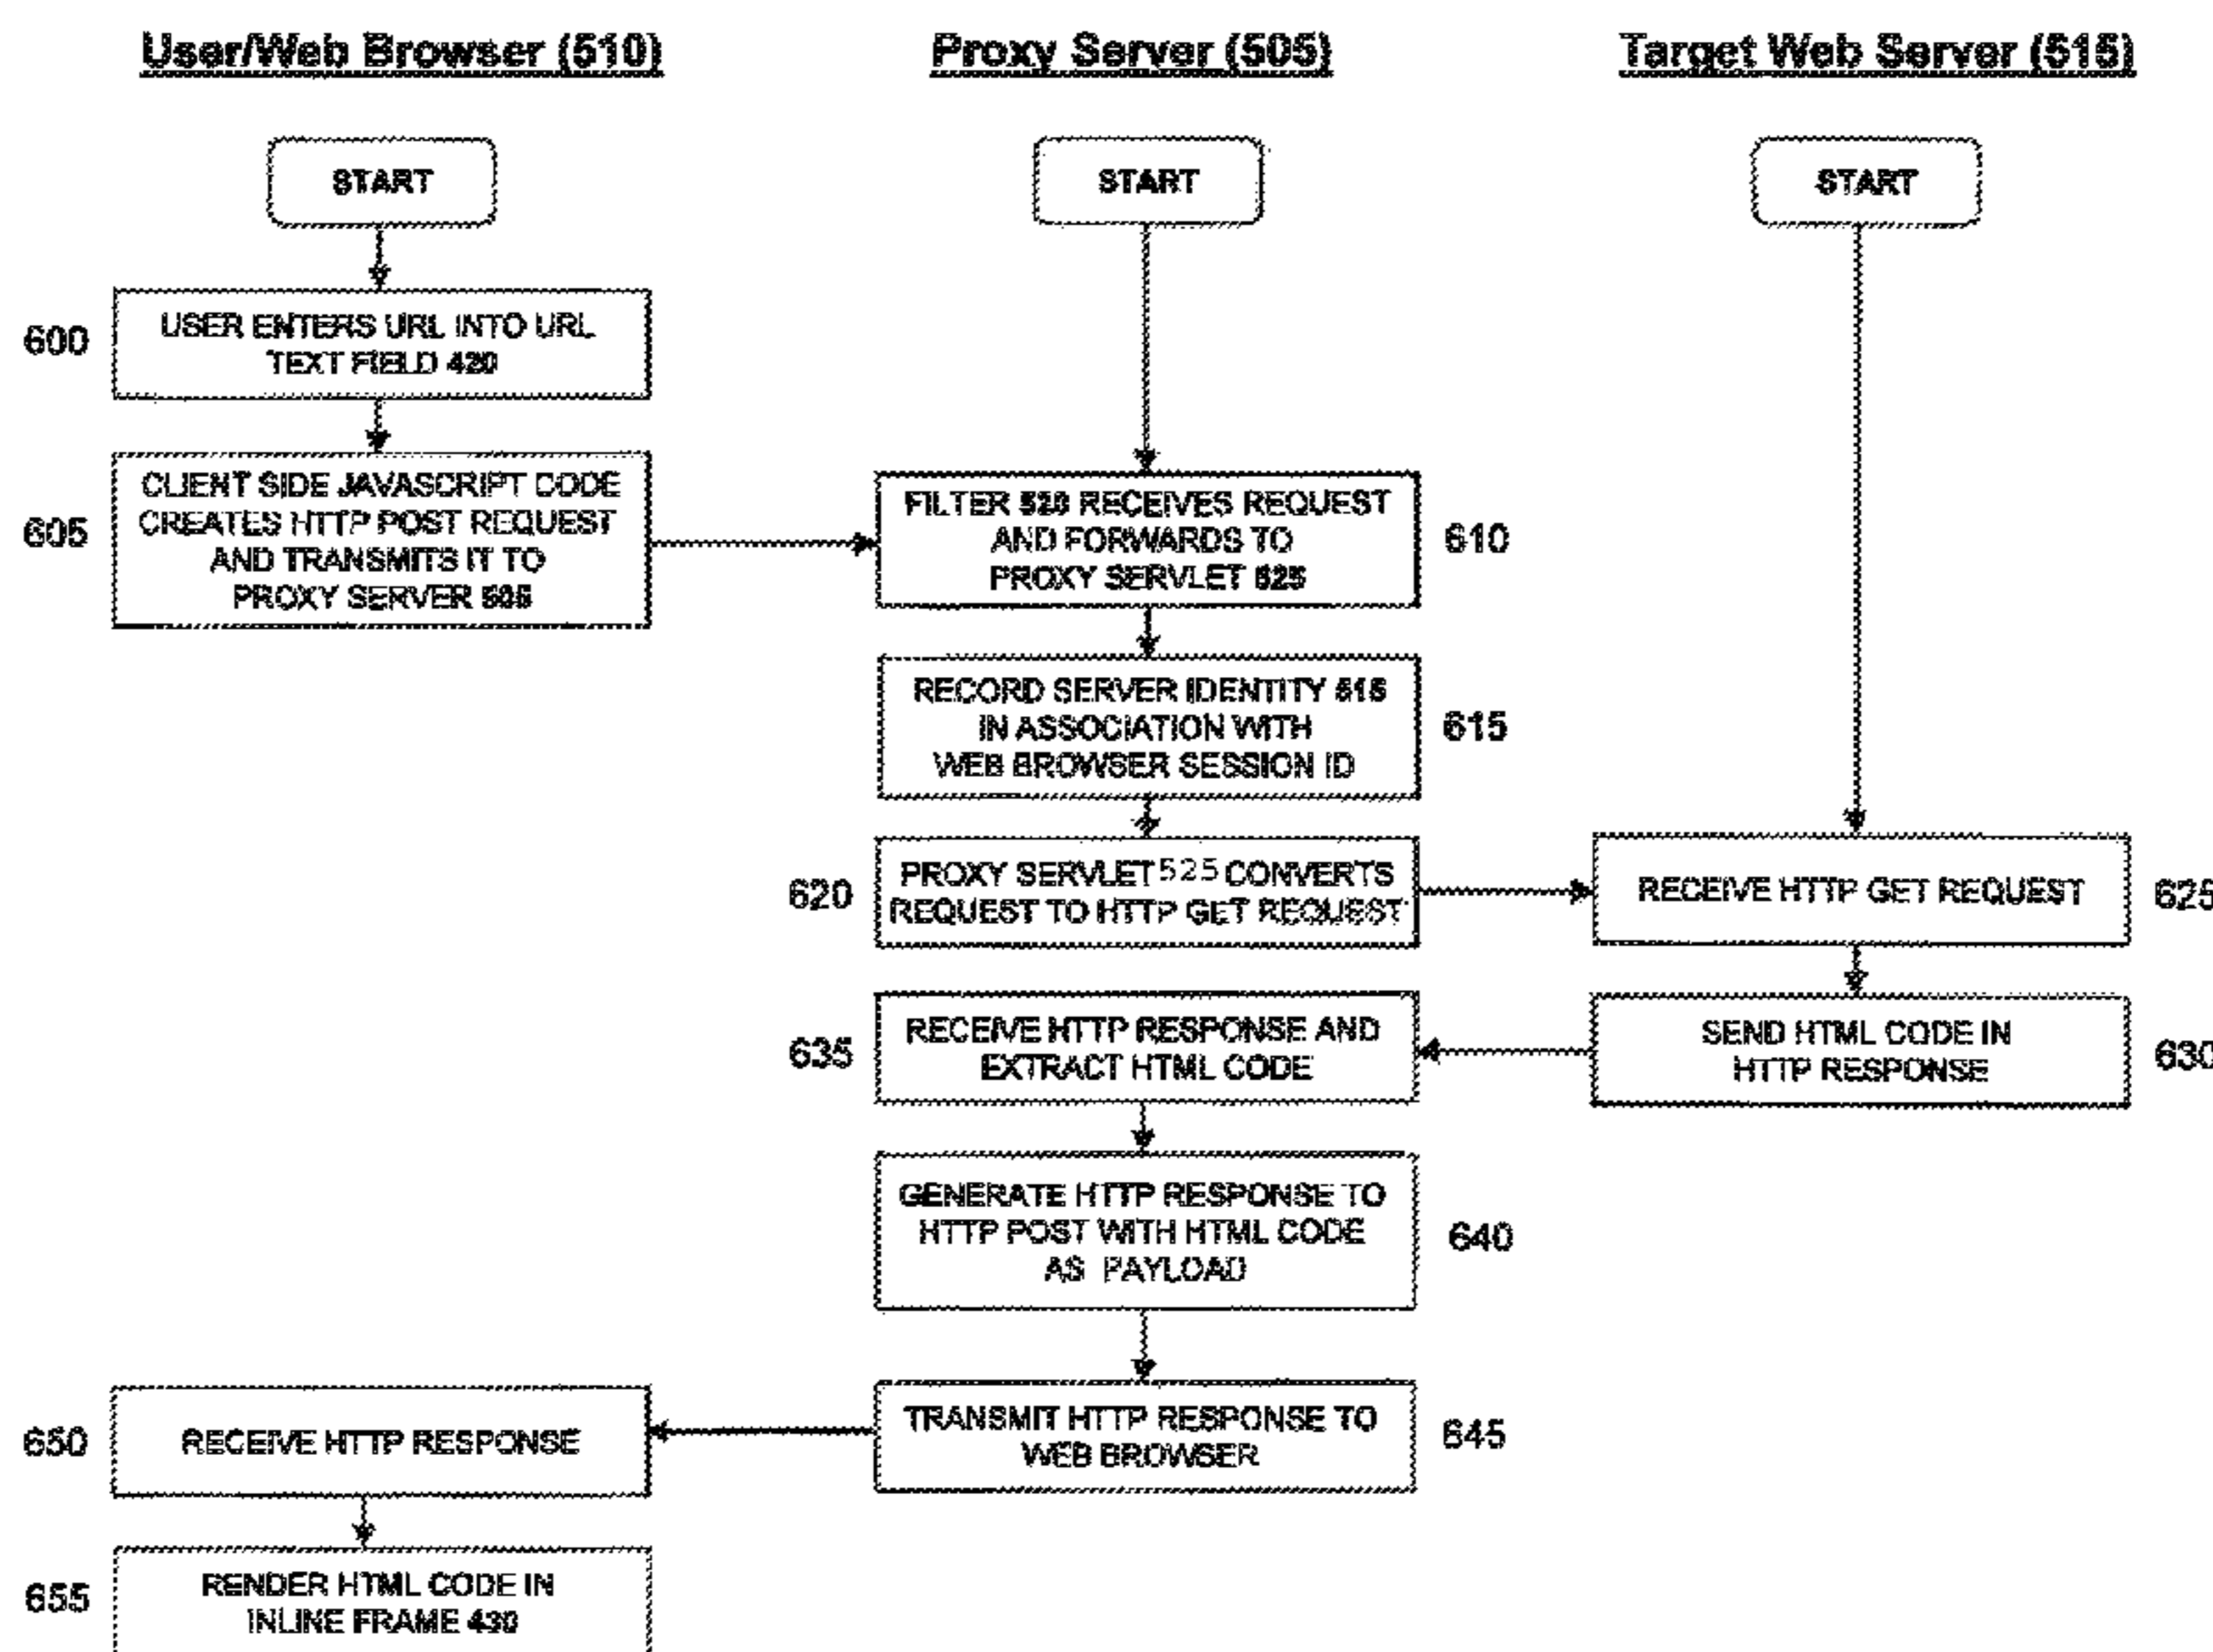 User/Web Browser (510)
Proxy Server (505)
Target Web Server (515)
START
START
START
600
USER ENTERS URL INTO URL
TEXT FIELD 420
605
CLIENT SIDE JAVASCRIPT CODE
CREATES HTTP POST REQUEST
AND TRANSMITS IT TO
PROXY SERVER 505
FILTER 520 RECEIVES REQUEST
AND FORWARDS TO
PROXY SERVLET 525
610
RECORD SERVER IDENTITY 515
IN ASSOCIATION WITH
WEB BROWSER SESSION ID
615
620
PROXY SERVLET 525 CONVERTS
REQUEST TO HTTP GET REQUEST
RECEIVE HTTP GET REQUEST
625
635
RECEIVE HTTP RESPONSE AND
EXTRACT HTML CODE
SEND HTML CODE IN
HTTP RESPONSE
630
GENERATE HTTP RESPONSE TO
HTTP POST WITH HTML CODE
AS PAYLOAD
640
650
RECEIVE HTTP RESPONSE
TRANSMIT HTTP RESPONSE TO
WEB BROWSER
645
655
RENDER HTML CODE IN
INLINE FRAME 430